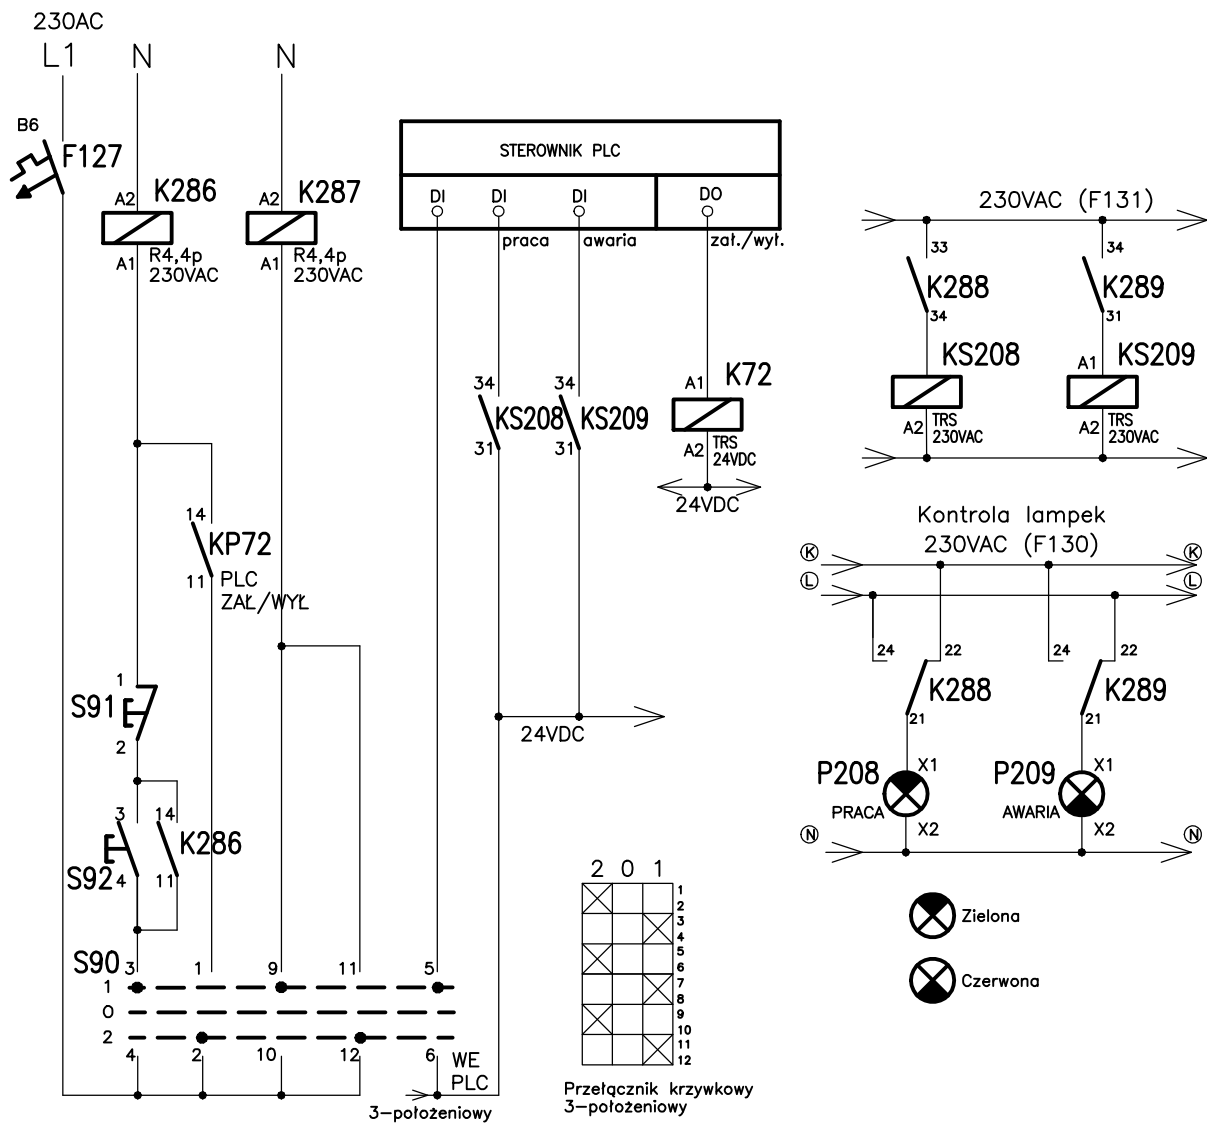 230AC
L1
N
N
B6
F127
A2
K286
A1
R4,4p
230VAC
A2
K287
A1
R4,4p
230VAC
STEROWNIK PLC
DI
DI
DI
DO
praca
awaria
zał./wył.
34
KS208
31
34
KS209
31
A1
K72
A2
TRS
24VDC
24VDC
24VDC
14
KP72
11
PLC
ZAŁ/WYŁ
1
S91
2
3
S92
4
14
K286
11
S90
3
1
9
11
5
1
0
2
4
2
10
12
6
WE
PLC
3-położeniowy
2 0 1
1
2
3
4
5
6
7
8
9
10
11
12
Przełącznik krzywkowy
3-położeniowy
230VAC (F131)
33
K288
34
34
K289
31
KS208
A2
TRS
230VAC
A1
KS209
A2
TRS
230VAC
Kontrola lampek
230VAC (F130)
K
K
L
L
24
22
K288
21
24
22
K289
21
P208
X1
PRACA
X2
P209
X1
AWARIA
X2
N
N
Zielona
Czerwona